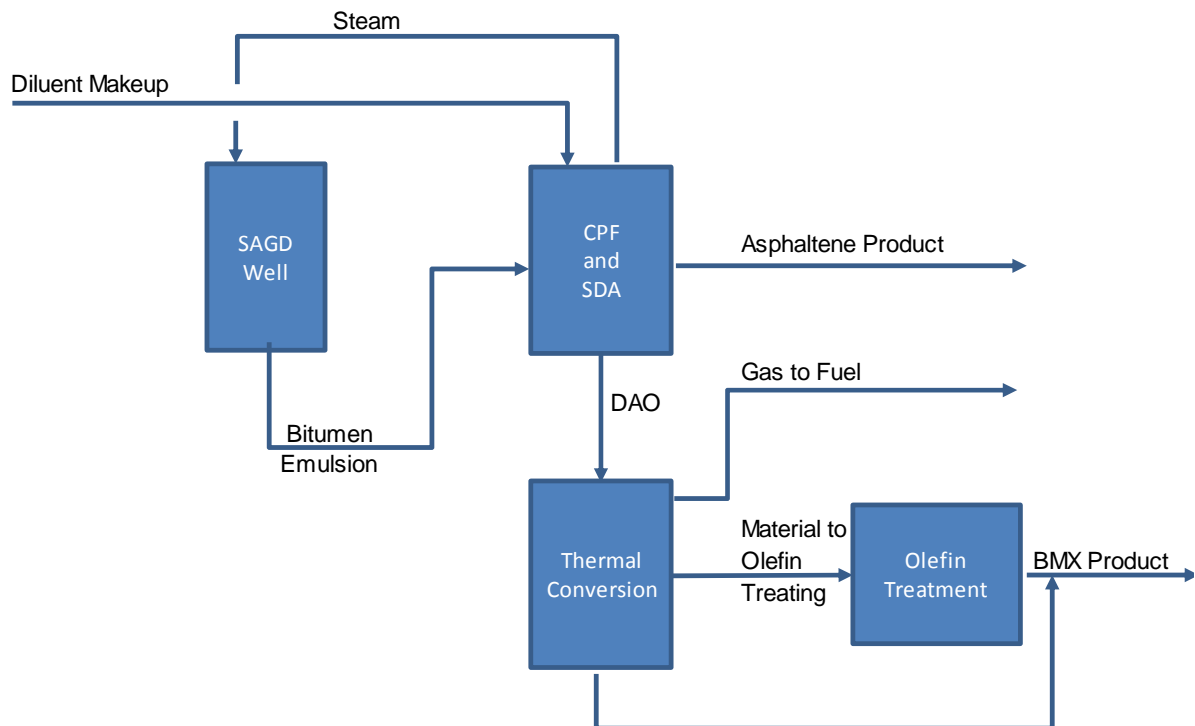 Steam
Diluent Makeup
SAGD
Well
CPF
and
SDA
Asphaltene Product
Gas to Fuel
DAO
Bitumen
Emulsion
Thermal
Conversion
Material to
Olefin
Treating
Olefin
Treatment
BMX Product